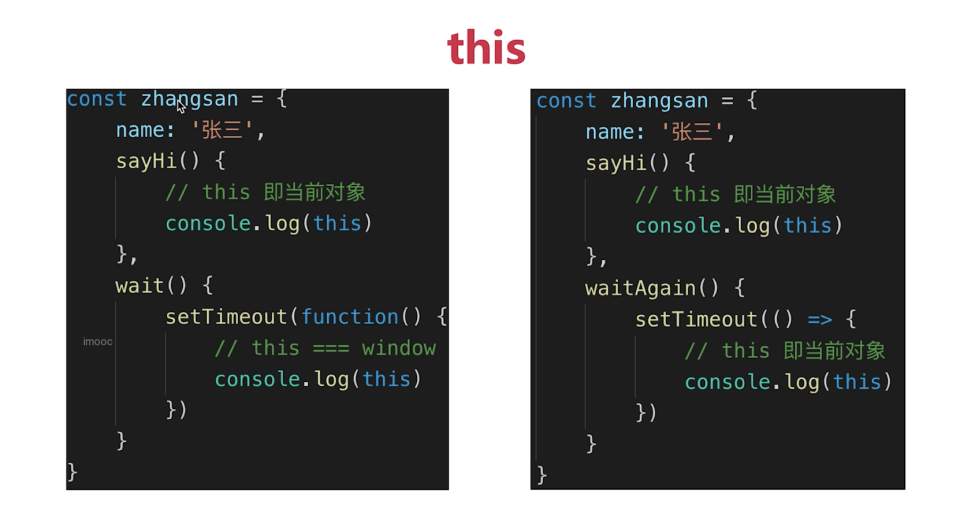 this
const zhangsan = {
name: '张三',
sayHi() {
// this 即当前对象
console.log(this)
},
wait() {
setTimeout(function() {
// this === window
console.log(this)
})
}
}
imooc
const zhangsan = {
name: '张三',
sayHi() {
// this 即当前对象
console.log(this)
},
waitAgain() {
setTimeout(() => {
// this 即当前对象
console.log(this)
})
}
}